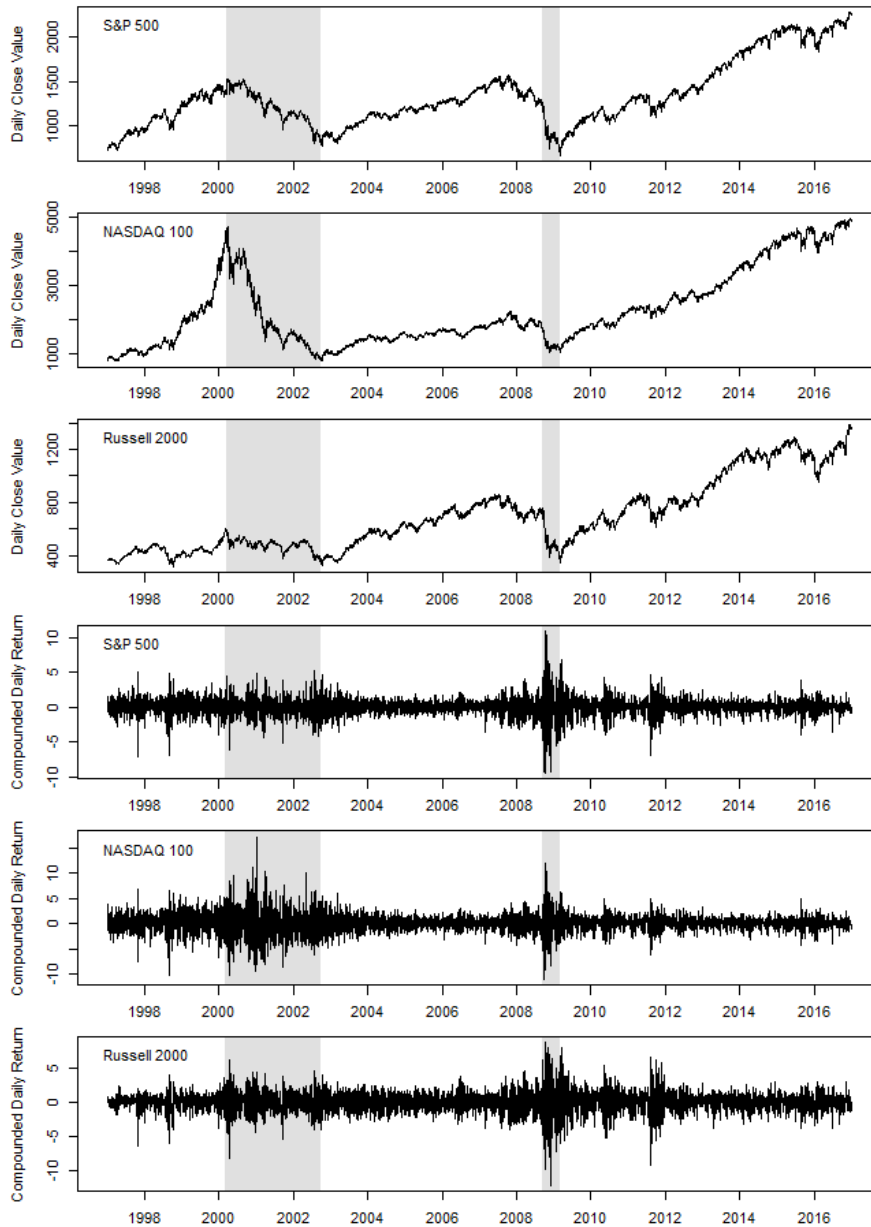 S&P 500
Daily Close Value
1000 1500 2000
1998 2000 2002 2004 2006 2008 2010 2012 2014 2016
NASDAQ 100
Daily Close Value
1000 3000 5000
1998 2000 2002 2004 2006 2008 2010 2012 2014 2016
Russell 2000
Daily Close Value
400 800 1200
1998 2000 2002 2004 2006 2008 2010 2012 2014 2016
S&P 500
Compounded Daily Return
-10 -5 0 5 10
1998 2000 2002 2004 2006 2008 2010 2012 2014 2016
NASDAQ 100
Compounded Daily Return
-10 0 5 10
1998 2000 2002 2004 2006 2008 2010 2012 2014 2016
Russell 2000
Compounded Daily Return
-10 -5 0 5
1998 2000 2002 2004 2006 2008 2010 2012 2014 2016